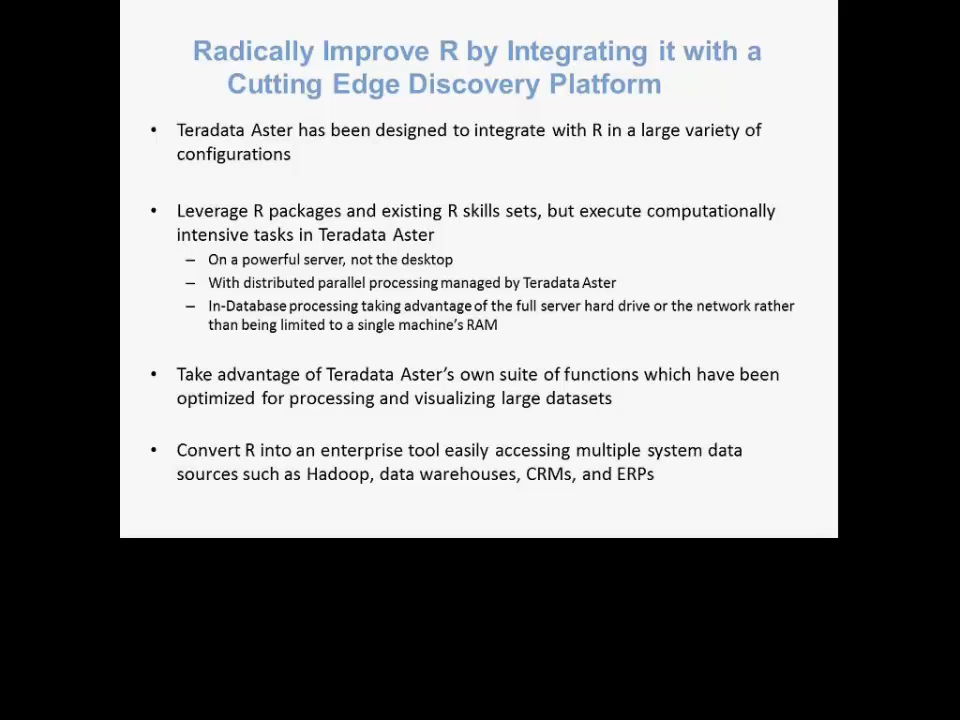 Radically Improve R by Integrating it with a
Cutting Edge Discovery Platform
• Teradata Aster has been designed to integrate with R in a large variety of
configurations
• Leverage R packages and existing R skills sets, but execute computationally
intensive tasks in Teradata Aster
– On a powerful server, not the desktop
– With distributed parallel processing managed by Teradata Aster
– In-Database processing taking advantage of the full server hard drive or the network rather
than being limited to a single machine's RAM
• Take advantage of Teradata Aster's own suite of functions which have been
optimized for processing and visualizing large datasets
• Convert R into an enterprise tool easily accessing multiple system data
sources such as Hadoop, data warehouses, CRMs, and ERPs